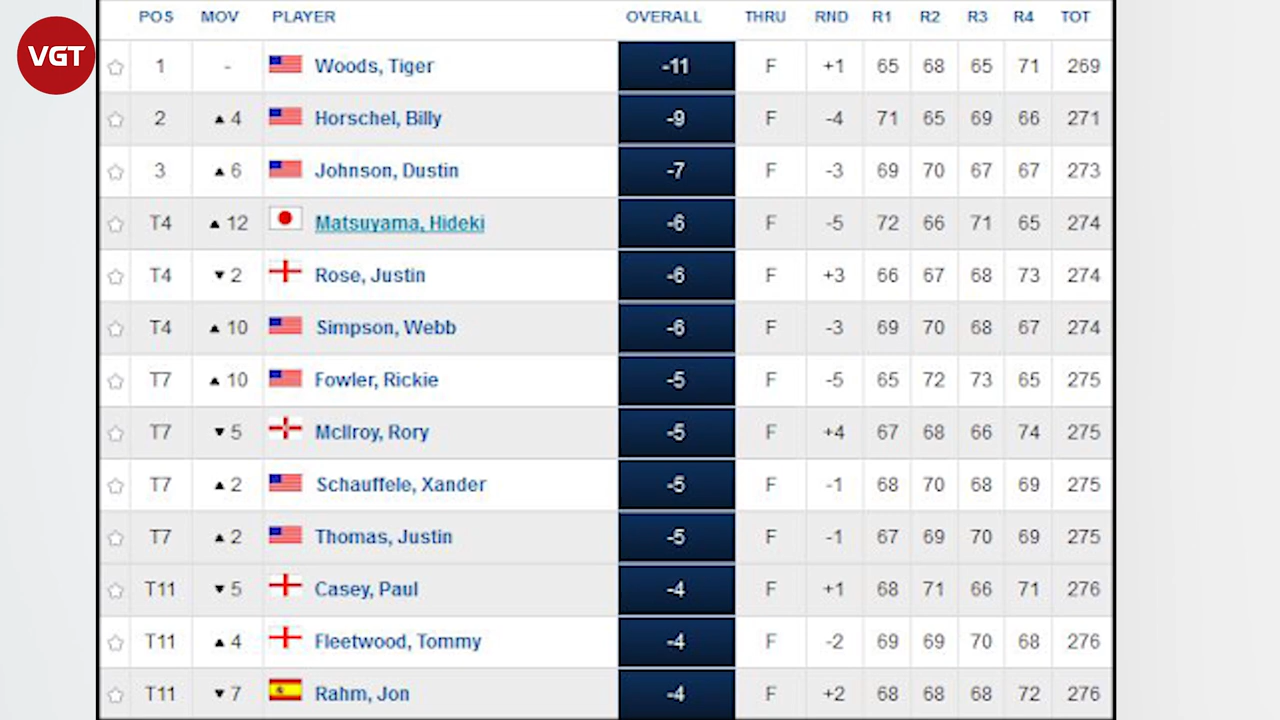 VGT
POS MOV PLAYER OVERALL THRU RND R1 R2 R3 R4 TOT
1 - Woods, Tiger -11 F +1 65 68 65 71 269
2 ▲ 4 Horschel, Billy -9 F -4 71 65 69 66 271
3 ▲ 6 Johnson, Dustin -7 F -3 69 70 67 67 273
T4 ▲ 12 Matsuyama, Hideki -6 F -5 72 66 71 65 274
T4 ▼ 2 Rose, Justin -6 F +3 66 67 68 73 274
T4 ▲ 10 Simpson, Webb -6 F -3 69 70 68 67 274
T7 ▲ 10 Fowler, Rickie -5 F -5 65 72 73 65 275
T7 ▼ 5 McIlroy, Rory -5 F +4 67 68 66 74 275
T7 ▲ 2 Schauffele, Xander -5 F -1 68 70 68 69 275
T7 ▲ 2 Thomas, Justin -5 F -1 67 69 70 69 275
T11 ▼ 5 Casey, Paul -4 F +1 68 71 66 71 276
T11 ▲ 4 Fleetwood, Tommy -4 F -2 69 69 70 68 276
T11 ▼ 7 Rahm, Jon -4 F +2 68 68 68 72 276